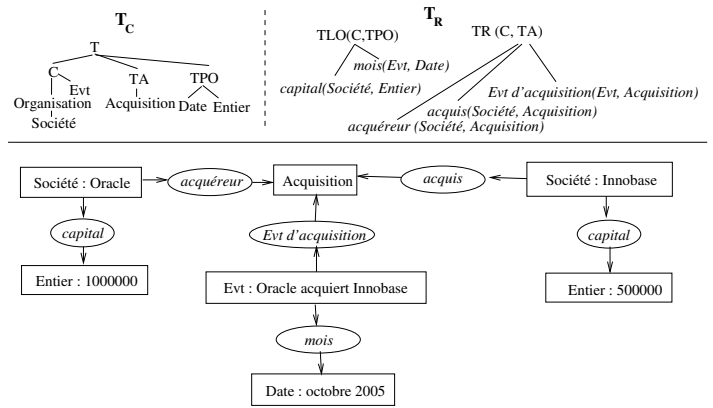 T_C
T
C
TA
TPO
Evt
Organisation
Acquisition
Date
Entier
Société
T_R
TLO(C,TPO)
TR (C, TA)
mois(Evt, Date)
capital(Société, Entier)
Evt d'acquisition(Evt, Acquisition)
acquis(Société, Acquisition)
acquéreur (Société, Acquisition)
Société : Oracle
acquéreur
Acquisition
acquis
Société : Innobase
capital
Evt d'acquisition
capital
Entier : 1000000
Evt : Oracle acquiert Innobase
Entier : 500000
mois
Date : octobre 2005